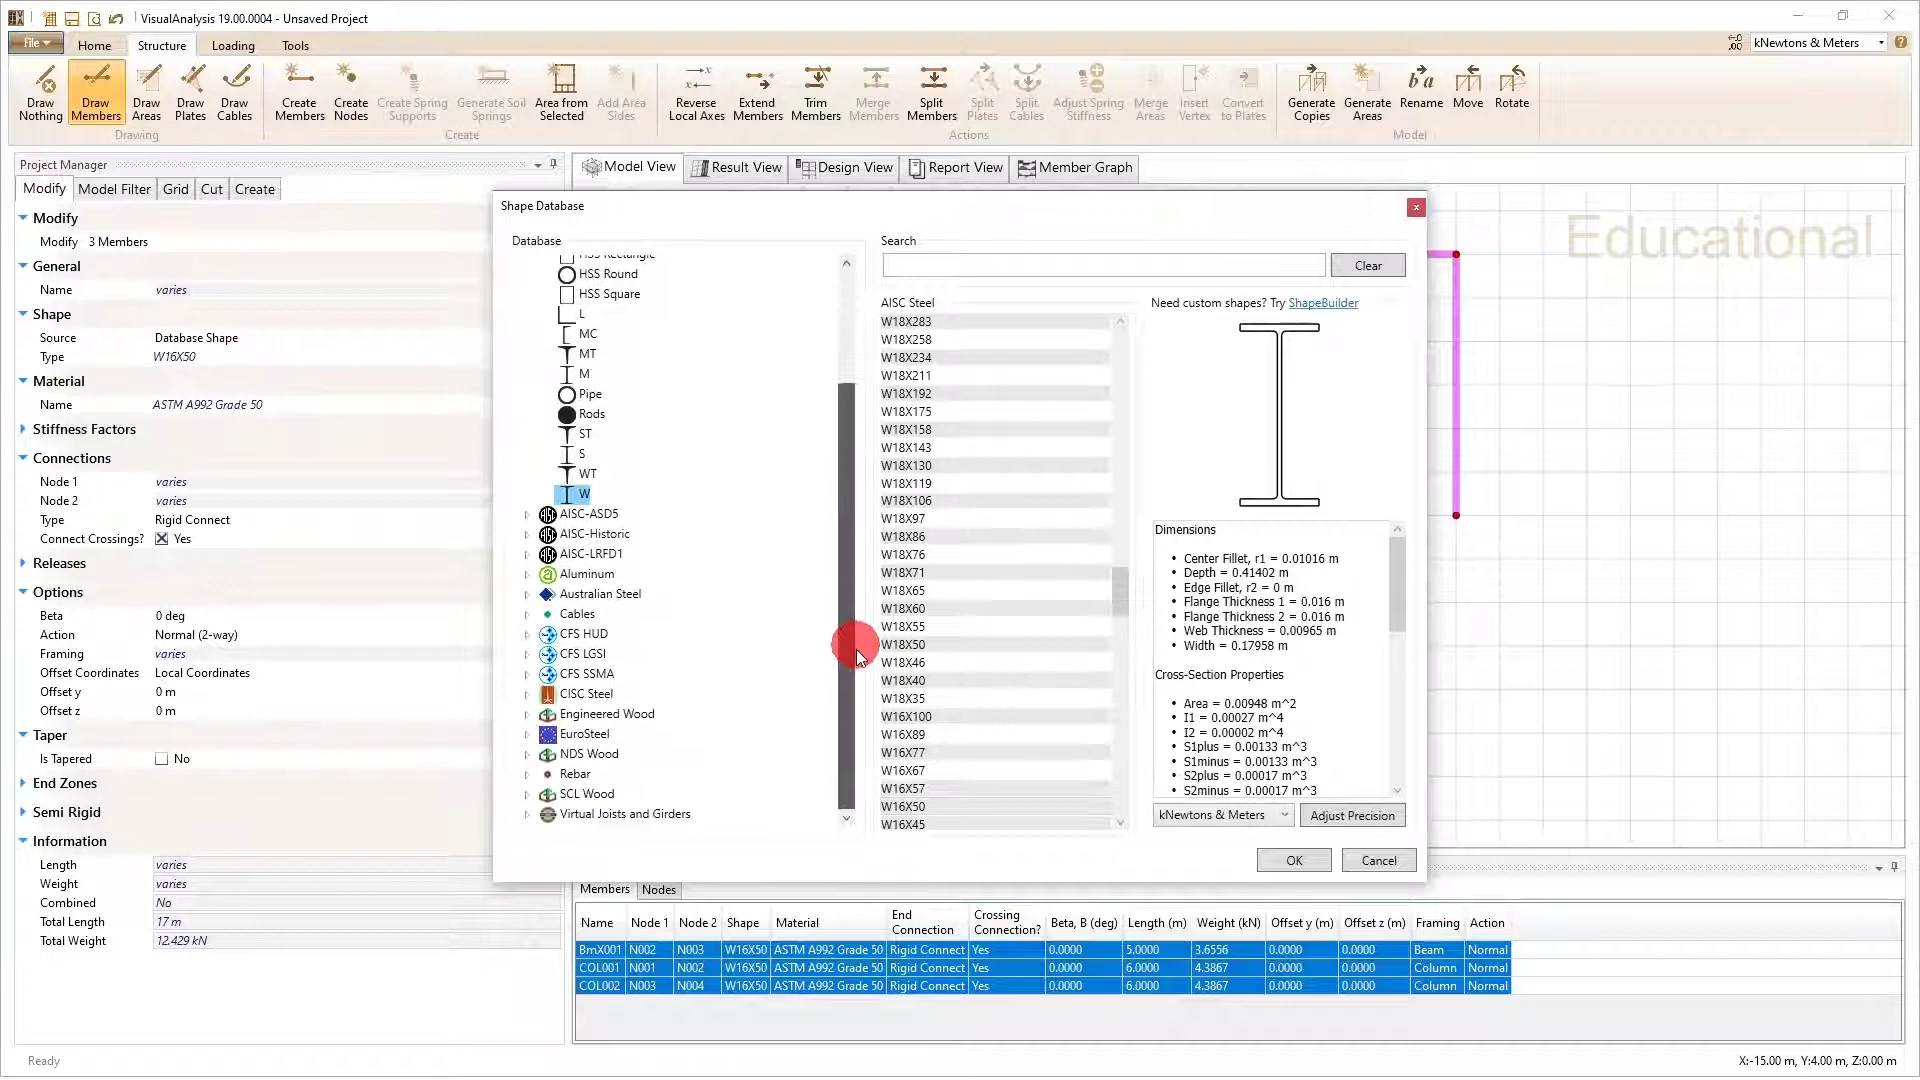 VisualAnalysis 19.00.0004 - Unsaved Project
File Home Structure Loading Tools
kNewtons & Meters
Draw Nothing
Draw Members
Draw Areas
Draw Plates
Draw Cables
Drawing
Create Members
Create Nodes
Create Spring Supports
Generate Soil Springs
Area from Selected
Add Area Sides
Create
Reverse Local Axes
Extend Members
Trim Members
Merge Members
Split Members
Split Plates
Split Cables
Adjust Spring Stiffness
Merge Areas
Insert Vertex
Convert to Plates
Actions
Generate Copies
Generate Areas
Rename
Move
Rotate
Model
Project Manager
Modify Model Filter Grid Cut Create
Modify
Modify 3 Members
General
Name varies
Shape
Source Database Shape
Type W16X50
Material
Name ASTM A992 Grade 50
Stiffness Factors
Connections
Node 1 varies
Node 2 varies
Type Rigid Connect
Connect Crossings? Yes
Releases
Options
Beta 0 deg
Action Normal (2-way)
Framing varies
Offset Coordinates Local Coordinates
Offset y 0 m
Offset z 0 m
Taper
Is Tapered No
End Zones
Semi Rigid
Information
Length varies
Weight varies
Combined No
Total Length 17 m
Total Weight 12.429 kN
Model View Result View Design View Report View Member Graph
Educational
Shape Database
Database
HSS Rectangle
HSS Round
HSS Square
L
MC
MT
M
Pipe
Rods
ST
S
WT
W
AISC-ASD5
AISC-Historic
AISC-LRFD1
Aluminum
Australian Steel
Cables
CFS HUD
CFS LGSI
CFS SSMA
CISC Steel
Engineered Wood
EuroSteel
NDS Wood
Rebar
SCL Wood
Virtual Joists and Girders
Search
Clear
AISC Steel
W18X283
W18X258
W18X234
W18X211
W18X192
W18X175
W18X158
W18X143
W18X130
W18X119
W18X106
W18X97
W18X86
W18X76
W18X71
W18X65
W18X60
W18X55
W18X50
W18X46
W18X40
W18X35
W16X100
W16X89
W16X77
W16X67
W16X57
W16X50
W16X45
Need custom shapes? Try ShapeBuilder
Dimensions
• Center Fillet, r1 = 0.01016 m
• Depth = 0.41402 m
• Edge Fillet, r2 = 0 m
• Flange Thickness 1 = 0.016 m
• Flange Thickness 2 = 0.016 m
• Web Thickness = 0.00965 m
• Width = 0.17958 m
Cross-Section Properties
• Area = 0.00948 m^2
• I1 = 0.00027 m^4
• I2 = 0.00002 m^4
• S1plus = 0.00133 m^3
• S1minus = 0.00133 m^3
• S2plus = 0.00017 m^3
• S2minus = 0.00017 m^3
kNewtons & Meters Adjust Precision
OK Cancel
Members Nodes
Name Node 1 Node 2 Shape Material End Connection Crossing Connection? Beta, B (deg) Length (m) Weight (kN) Offset y (m) Offset z (m) Framing Action
BmX001 N002 N003 W16X50 ASTM A992 Grade 50 Rigid Connect Yes 0.0000 5.0000 3.6556 0.0000 0.0000 Beam Normal
COL001 N001 N002 W16X50 ASTM A992 Grade 50 Rigid Connect Yes 0.0000 6.0000 4.3867 0.0000 0.0000 Column Normal
COL002 N003 N004 W16X50 ASTM A992 Grade 50 Rigid Connect Yes 0.0000 6.0000 4.3867 0.0000 0.0000 Column Normal
Ready
X:-15.00 m, Y:4.00 m, Z:0.00 m